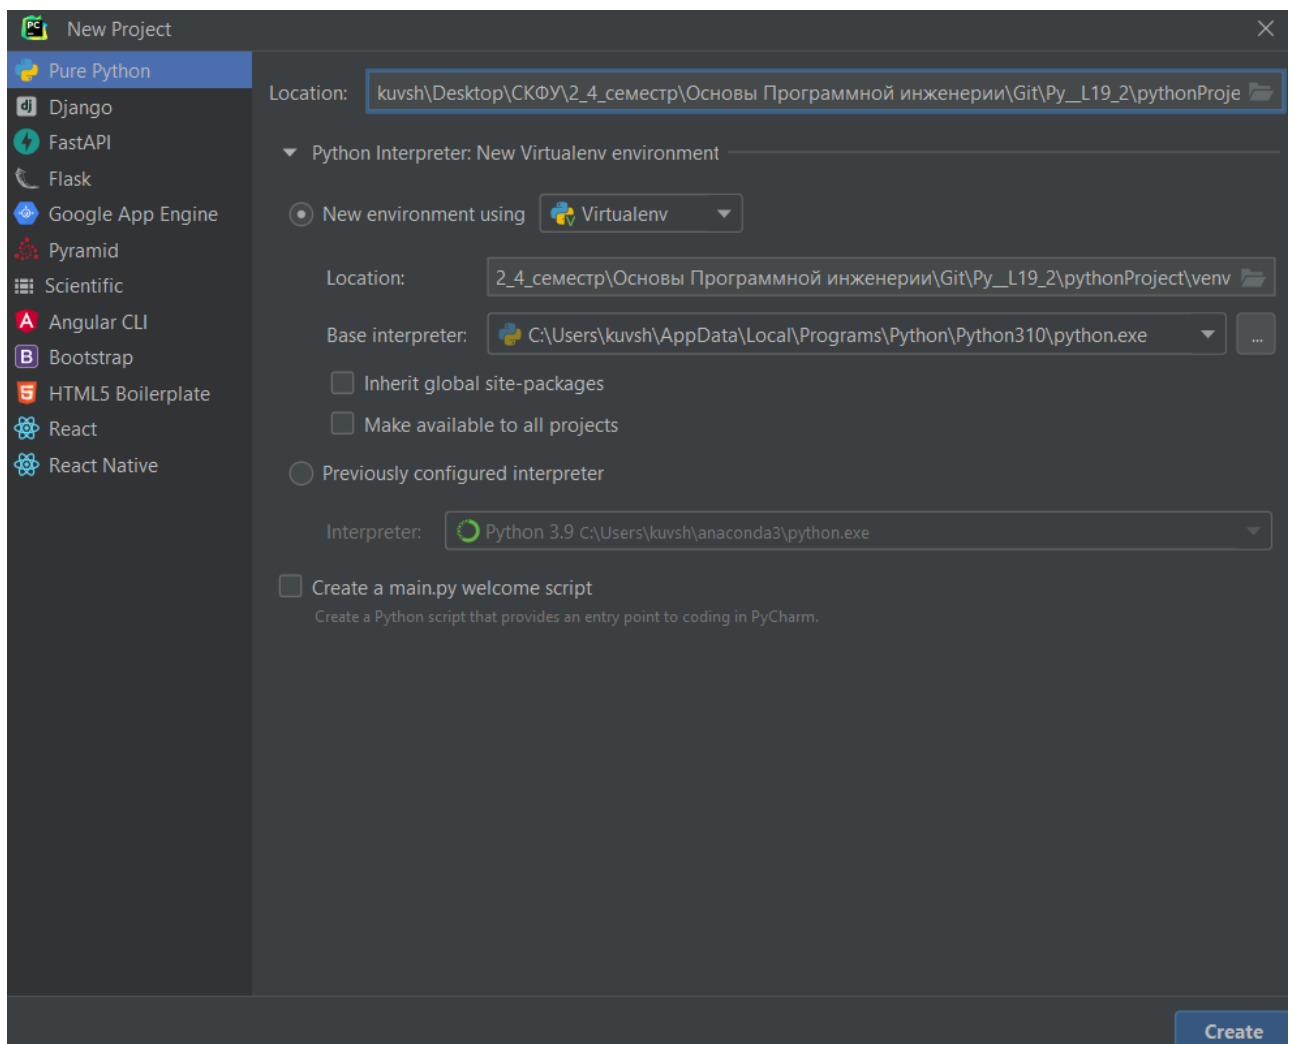 New Project
Pure Python
Django
FastAPI
Flask
Google App Engine
Pyramid
Scientific
Angular CLI
Bootstrap
HTML5 Boilerplate
React
React Native
Location: kuvsh\Desktop\СКФУ\2_4_семестр\Основы Программной инженерии\Git\Py__L19_2\pythonProje
Python Interpreter: New Virtualenv environment
New environment using Virtualenv
Location: 2_4_семестр\Основы Программной инженерии\Git\Py__L19_2\pythonProject\venv
Base interpreter: C:\Users\kuvsh\AppData\Local\Programs\Python\Python310\python.exe ...
Inherit global site-packages
Make available to all projects
Previously configured interpreter
Interpreter: Python 3.9 C:\Users\kuvsh\anaconda3\python.exe
Create a main.py welcome script
Create a Python script that provides an entry point to coding in PyCharm.
Create